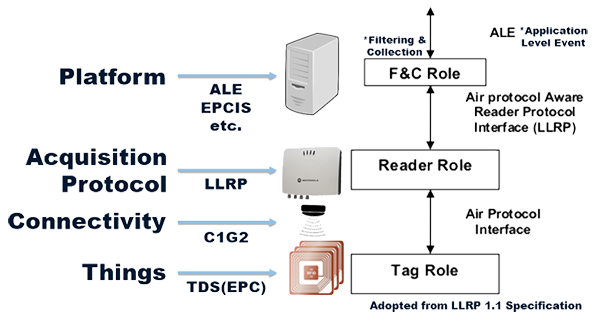 *Filtering &
Collection
ALE *Application
Level Event
Platform
ALE
EPCIS
etc.
F&C Role
Air protocol Aware
Reader Protocol
Interface (LLRP)
Acquisition
Protocol
LLRP
MOTOROLA
Reader Role
Connectivity
C1G2
Air Protocol
Interface
Things
TDS(EPC)
Tag Role
Adopted from LLRP 1.1 Specification